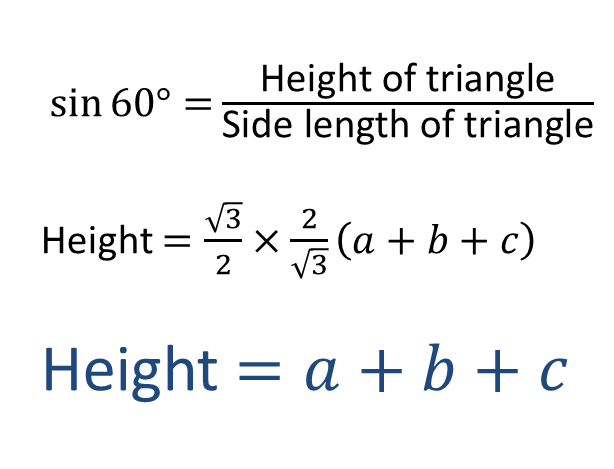 sin 60° = Height of triangle / Side length of triangle
Height = √3/2 × 2/√3 (a + b + c)
Height = a + b + c